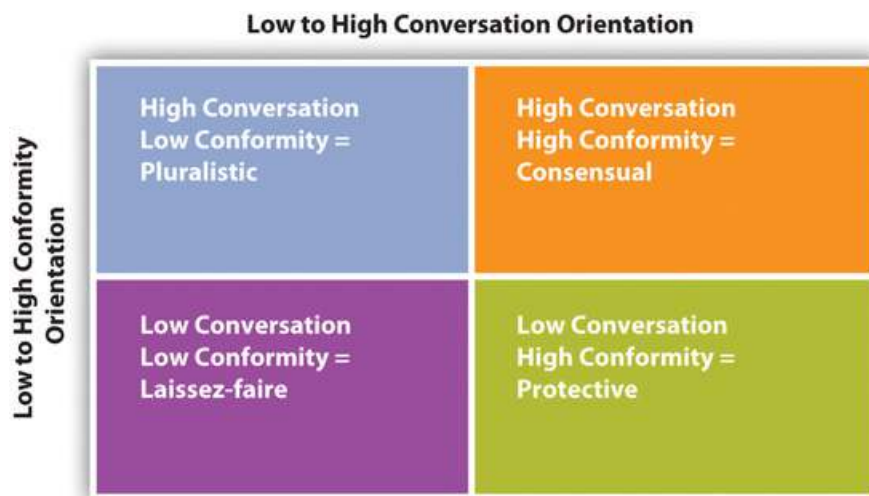 Low to High Conversation Orientation
Low to High Conformity
Orientation
High Conversation
Low Conformity =
Pluralistic
High Conversation
High Conformity =
Consensual
Low Conversation
Low Conformity =
Laissez-faire
Low Conversation
High Conformity =
Protective